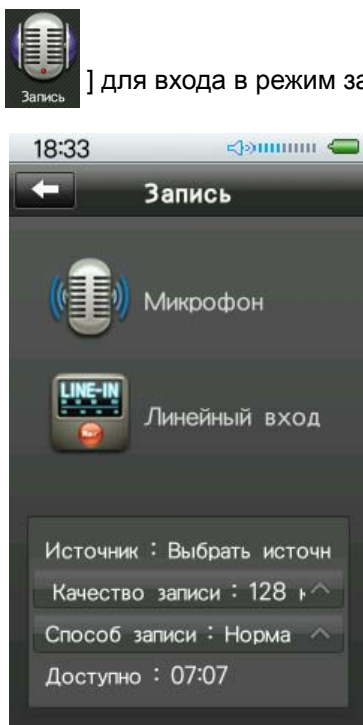 Запись
] для входа в режим за
18:33
Запись
Микрофон
LINE-IN
Rec
Линейный вход
Источник : Выбрать источн
Качество записи : 128
Способ записи : Норма
Доступно : 07:07